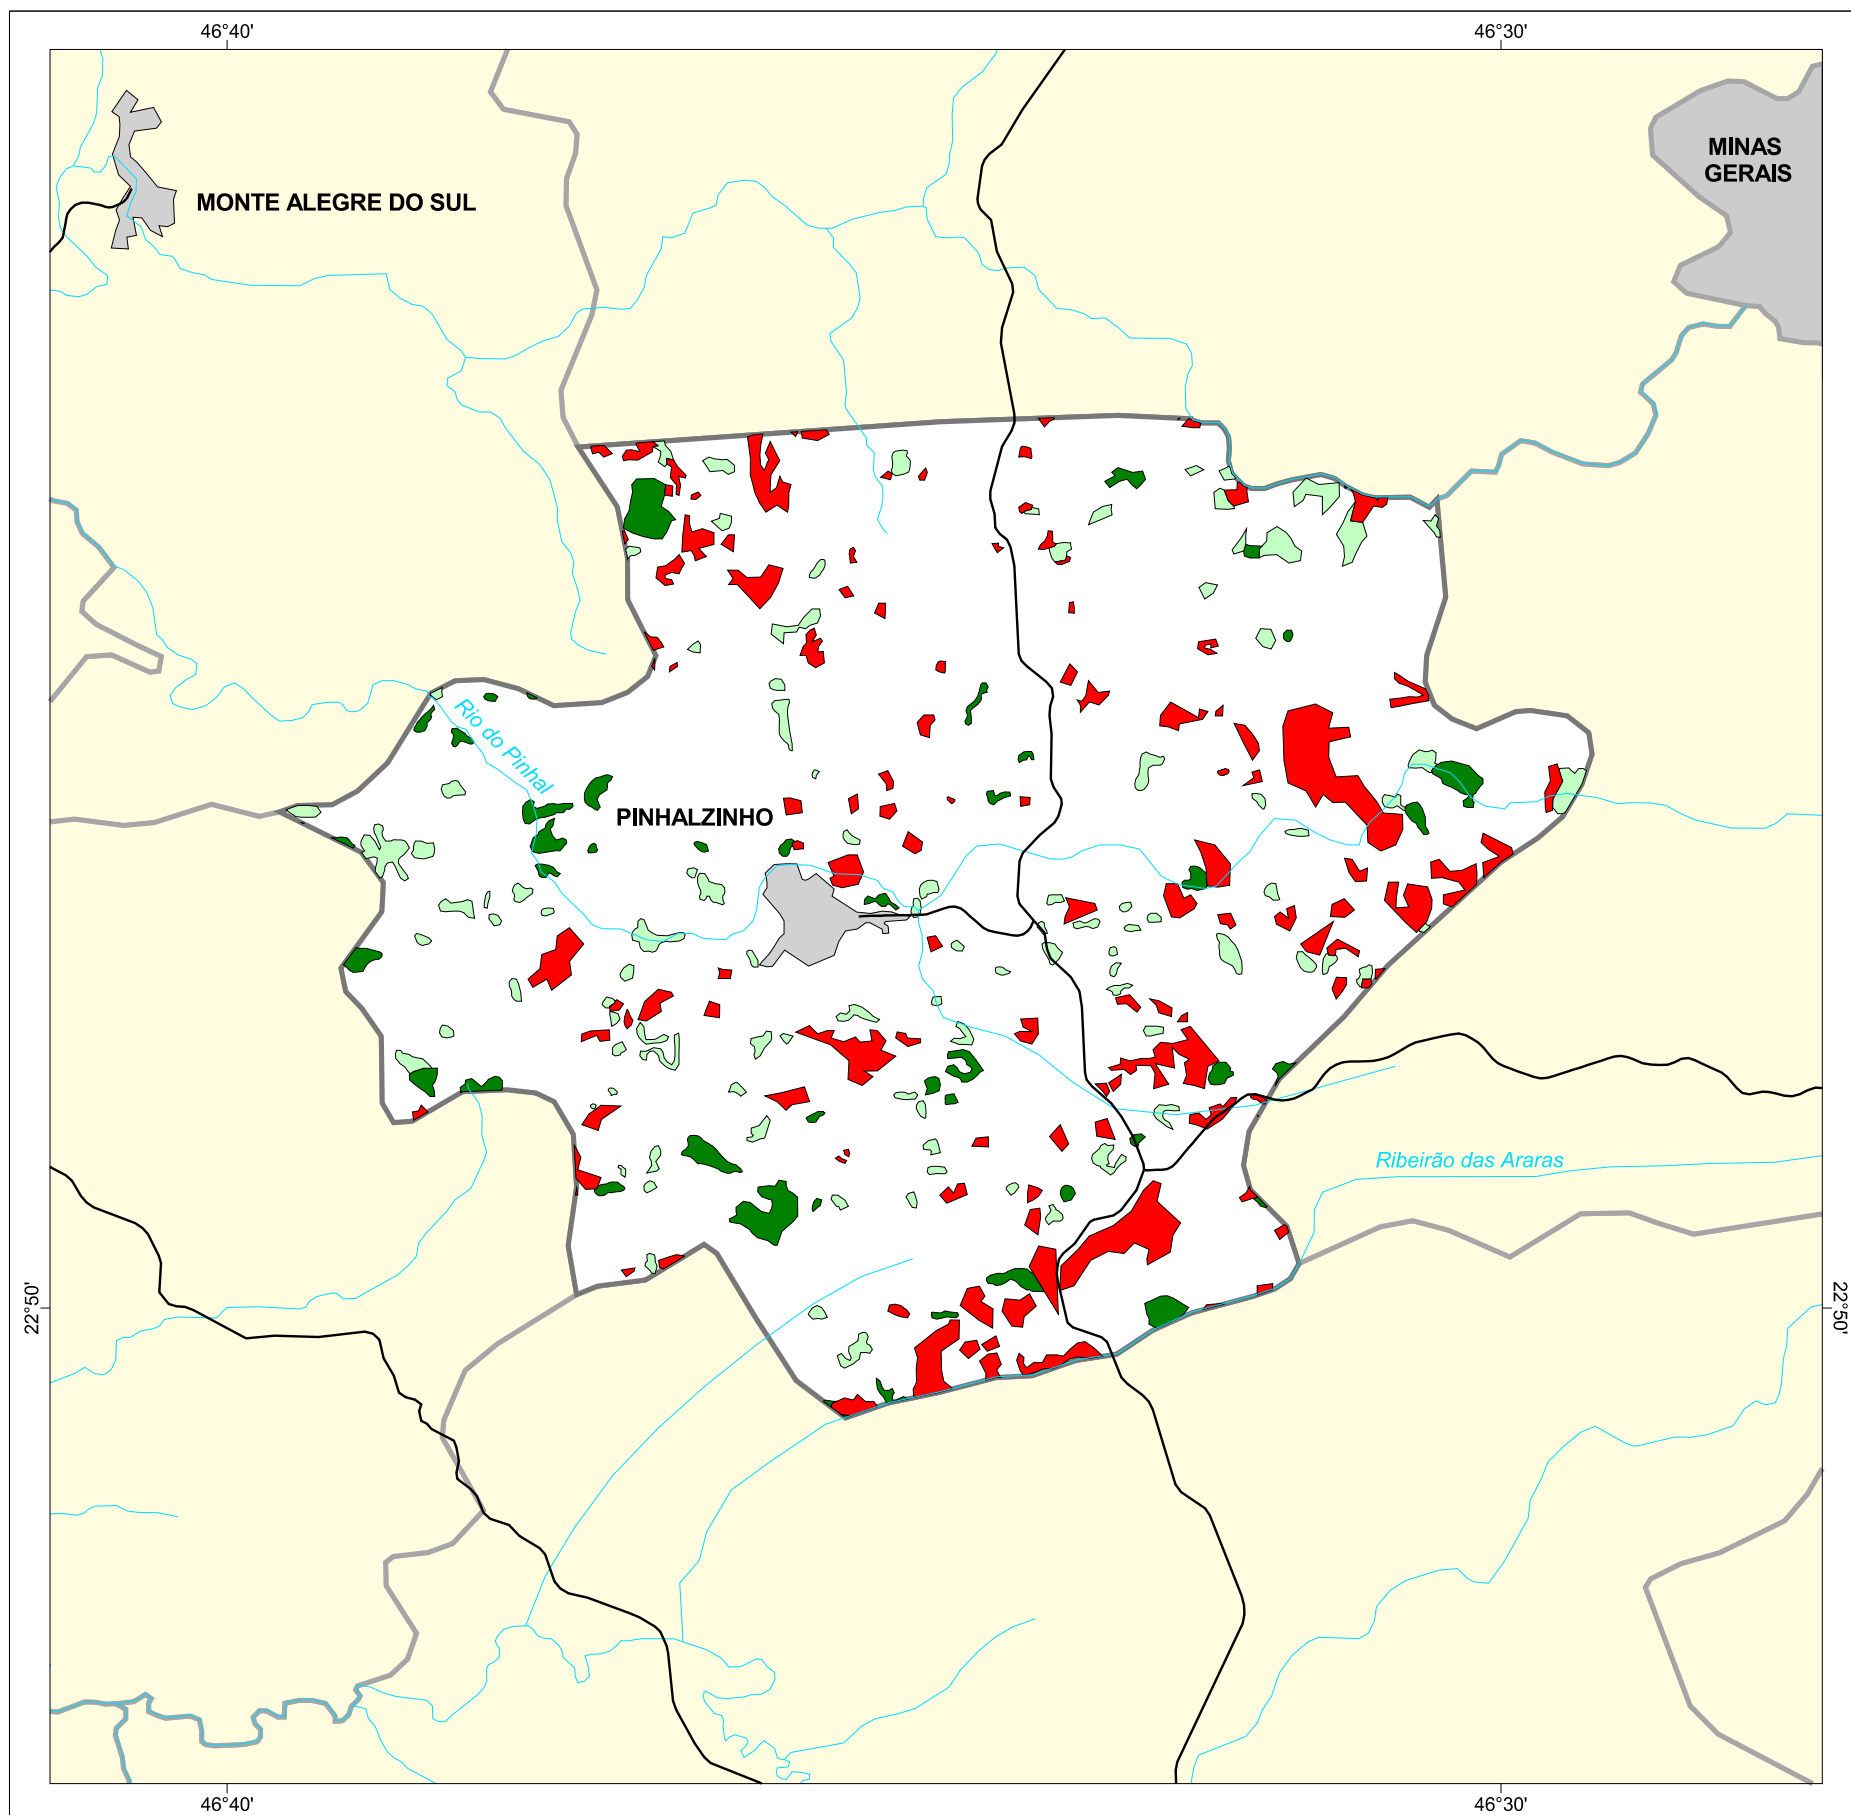 46°40'
46°30'
MINAS
GERAIS
MONTE ALEGRE DO SUL
Rio do Pinhal
PINHALZINHO
Ribeirão das Araras
22°50'
22°50'
46°40'
46°30'